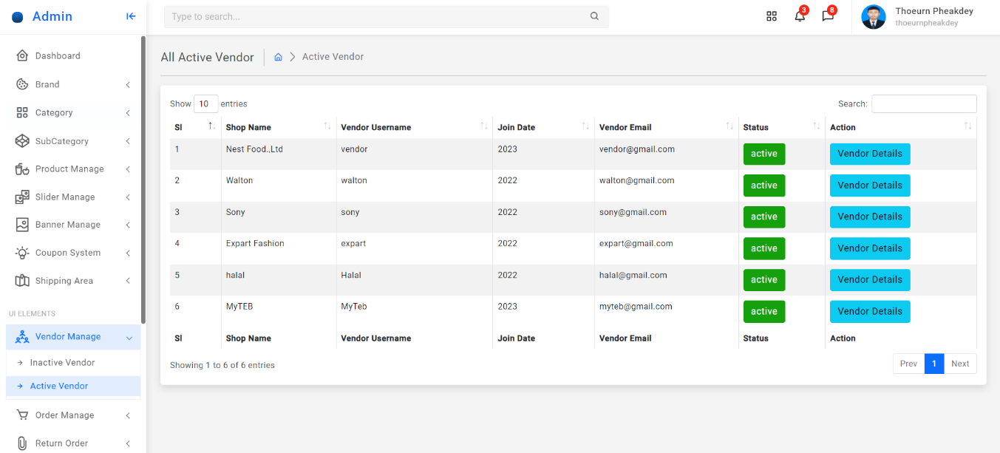 Admin
Type to search...
3
8
Thoeurn Pheakdey
thoeurnpheakdey
Dashboard
Brand
Category
SubCategory
Product Manage
Slider Manage
Banner Manage
Coupon System
Shipping Area
UI ELEMENTS
Vendor Manage
Inactive Vendor
Active Vendor
Order Manage
Return Order
All Active Vendor
Active Vendor
Show 10 entries
Search:
Sl Shop Name Vendor Username Join Date Vendor Email Status Action
1 Nest Food.,Ltd vendor 2023 vendor@gmail.com active Vendor Details
2 Walton walton 2022 walton@gmail.com active Vendor Details
3 Sony sony 2022 sony@gmail.com active Vendor Details
4 Expart Fashion expart 2022 expart@gmail.com active Vendor Details
5 halal Halal 2022 halal@gmail.com active Vendor Details
6 MyTEB MyTeb 2023 myteb@gmail.com active Vendor Details
Sl Shop Name Vendor Username Join Date Vendor Email Status Action
Showing 1 to 6 of 6 entries
Prev 1 Next